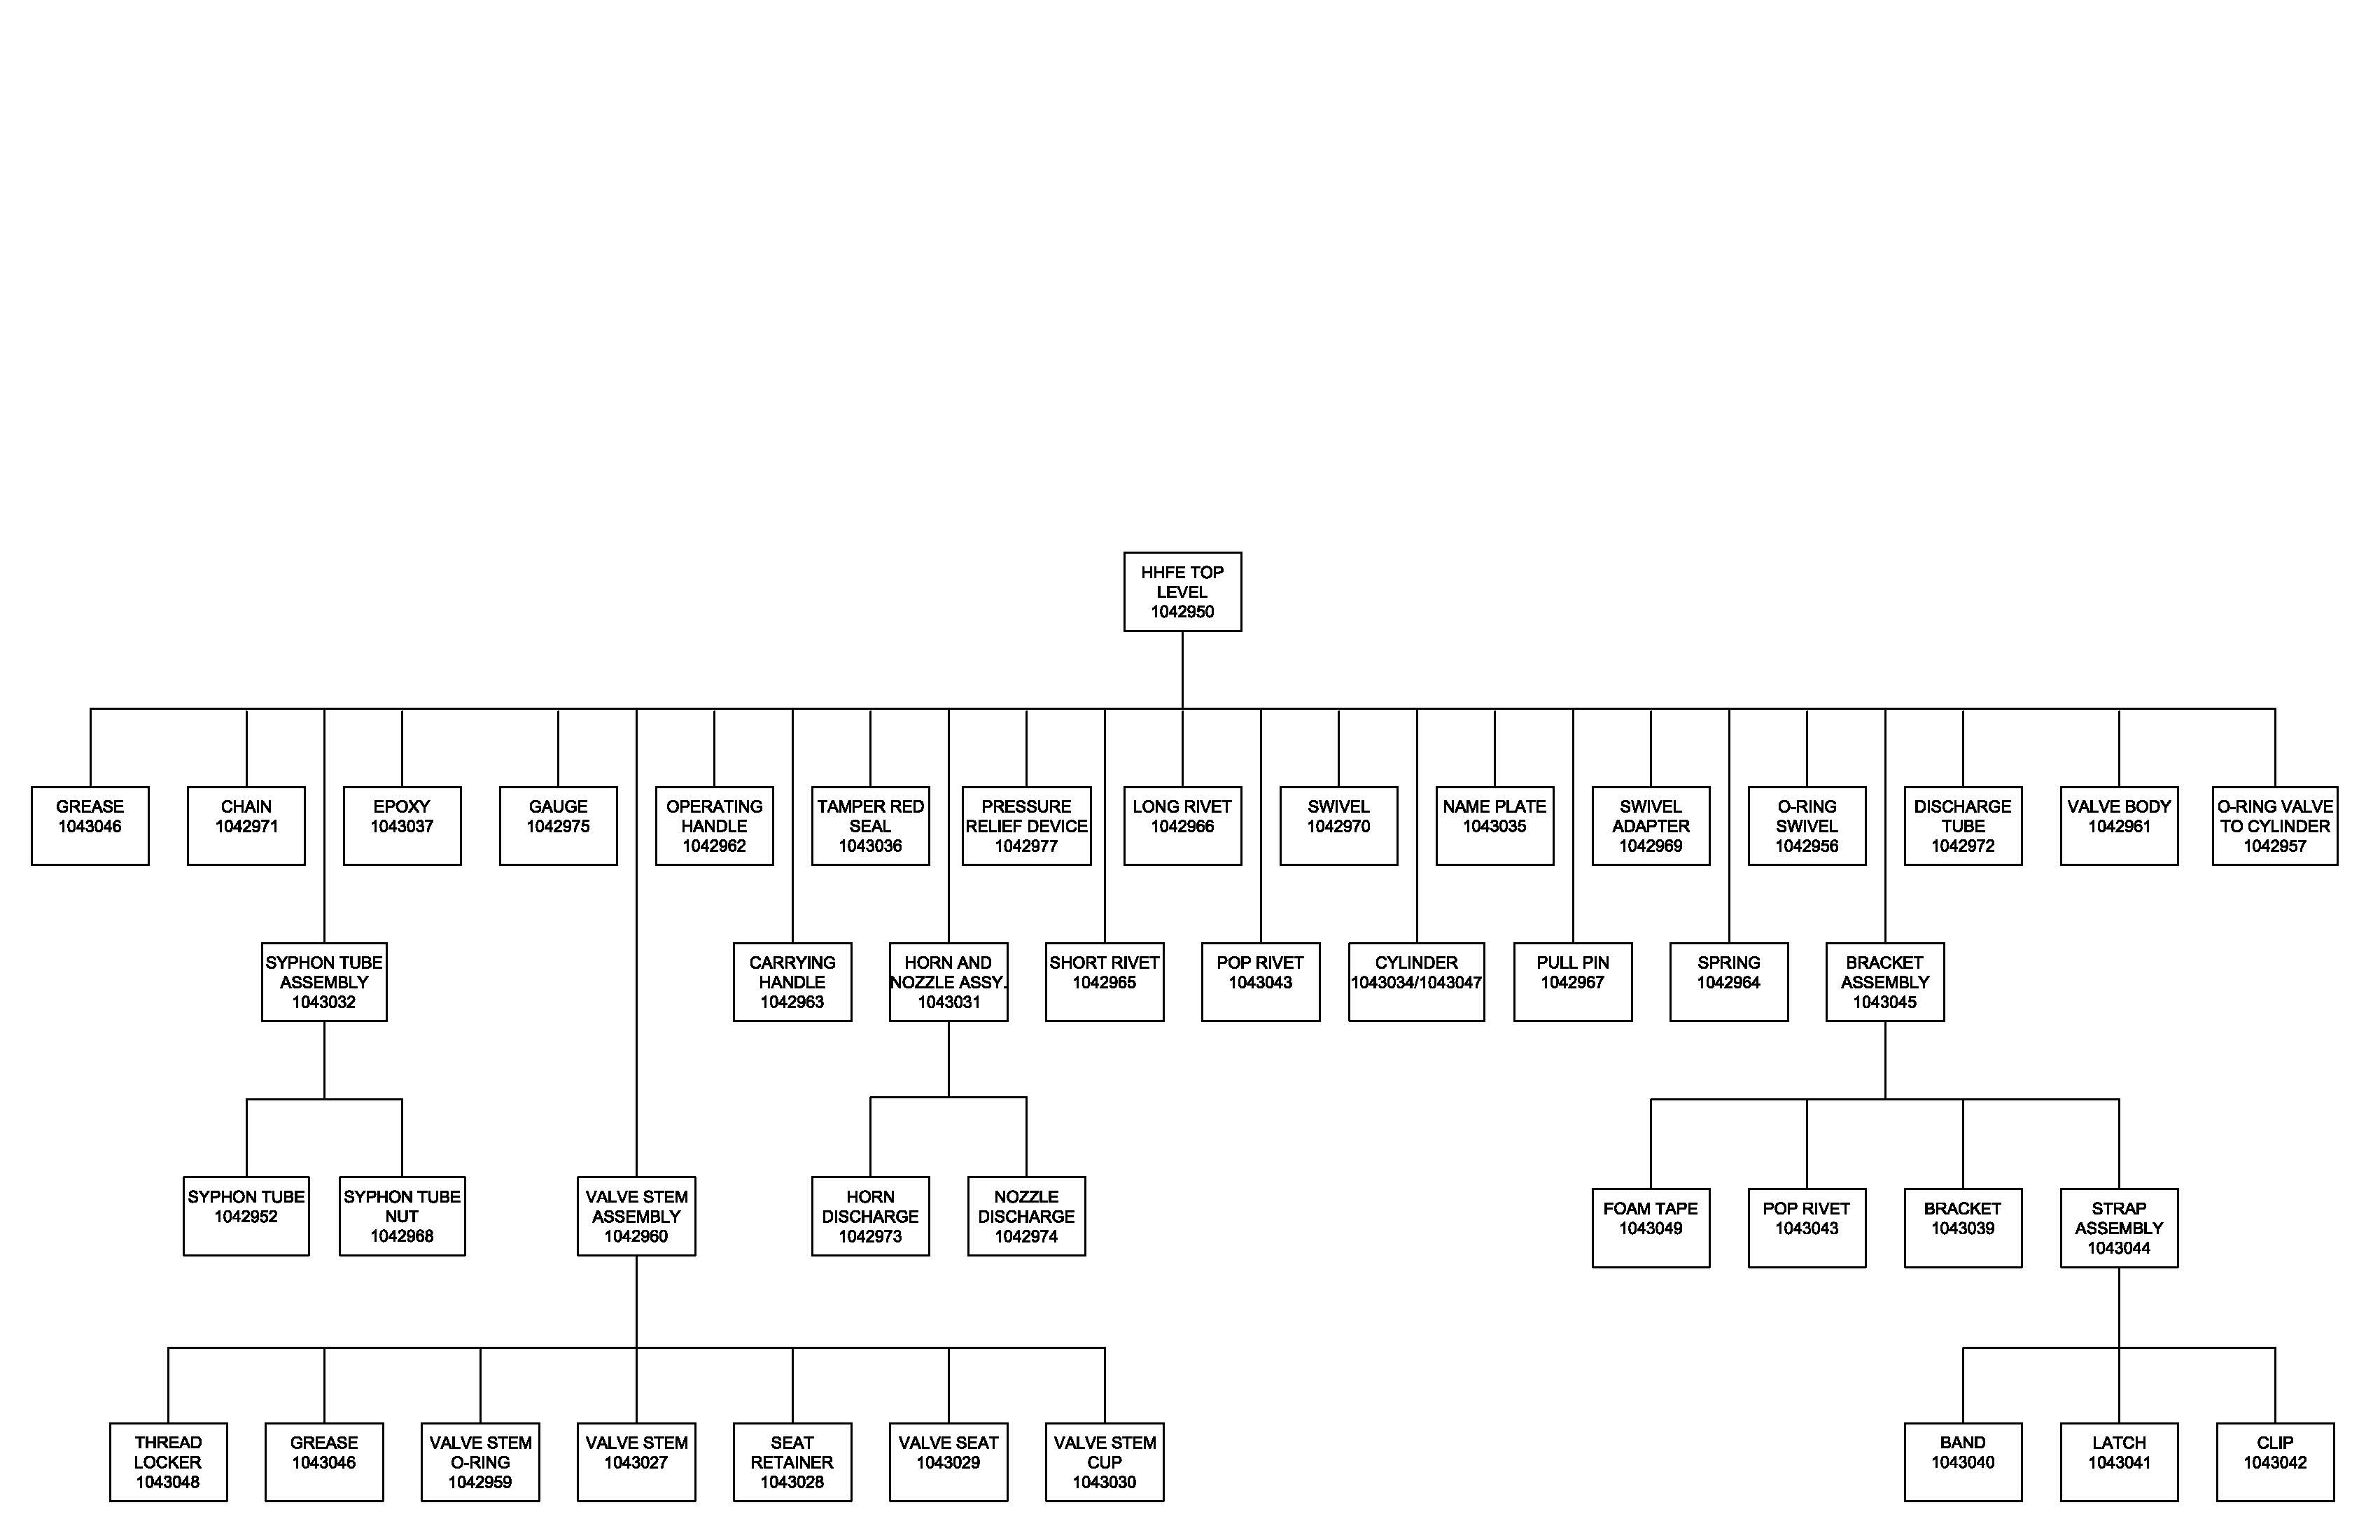 HHFE TOP
LEVEL
1042950
GREASE
1043046
CHAIN
1042971
EPOXY
1043037
GAUGE
1042975
OPERATING
HANDLE
1042962
TAMPER RED
SEAL
1043036
PRESSURE
RELIEF DEVICE
1042977
LONG RIVET
1042966
SWIVEL
1042970
NAME PLATE
1043035
SWIVEL
ADAPTER
1042969
O-RING
SWIVEL
1042956
DISCHARGE
TUBE
1042972
VALVE BODY
1042961
O-RING VALVE
TO CYLINDER
1042957
SYPHON TUBE
ASSEMBLY
1043032
CARRYING
HANDLE
1042963
HORN AND
NOZZLE ASSY.
1043031
SHORT RIVET
1042965
POP RIVET
1043043
CYLINDER
1043034/1043047
PULL PIN
1042967
SPRING
1042964
BRACKET
ASSEMBLY
1043045
SYPHON TUBE
1042952
SYPHON TUBE
NUT
1042968
VALVE STEM
ASSEMBLY
1042960
HORN
DISCHARGE
1042973
NOZZLE
DISCHARGE
1042974
FOAM TAPE
1043049
POP RIVET
1043043
BRACKET
1043039
STRAP
ASSEMBLY
1043044
THREAD
LOCKER
1043048
GREASE
1043046
VALVE STEM
O-RING
1042959
VALVE STEM
1043027
SEAT
RETAINER
1043028
VALVE SEAT
1043029
VALVE STEM
CUP
1043030
BAND
1043040
LATCH
1043041
CLIP
1043042